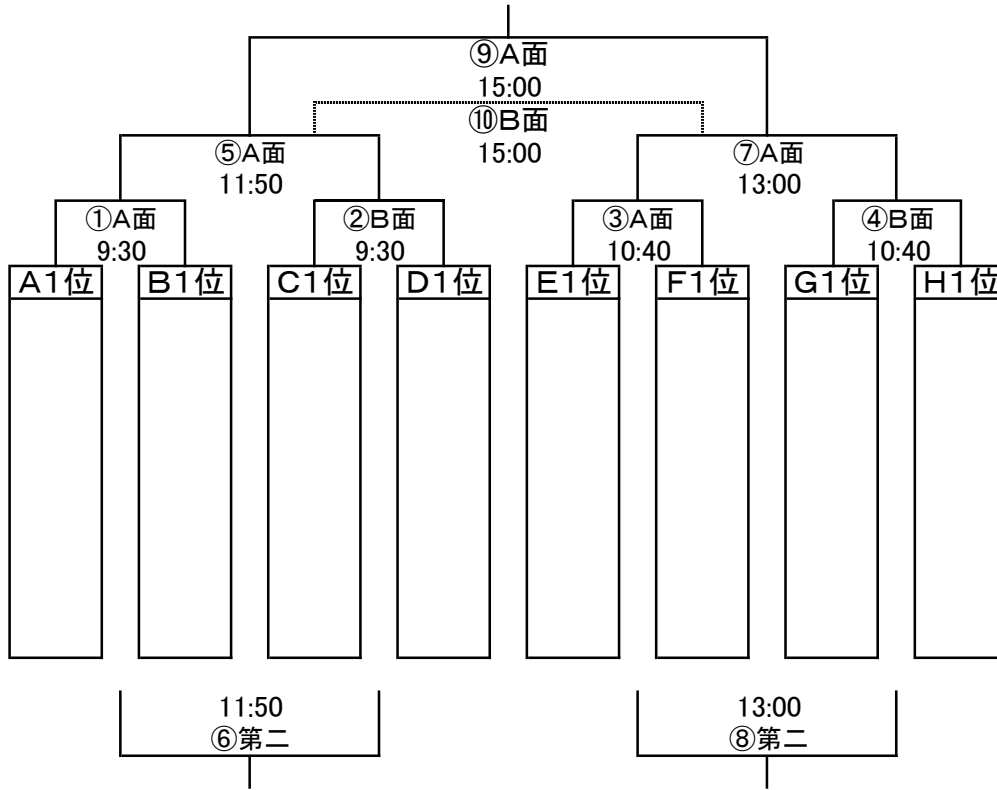 ⑨A面
15:00
⑩B面
15:00
⑤A面
11:50
⑦A面
13:00
①A面
9:30
②B面
9:30
③A面
10:40
④B面
10:40
A1位
B1位
C1位
D1位
E1位
F1位
G1位
H1位
11:50
⑥第二
13:00
⑧第二